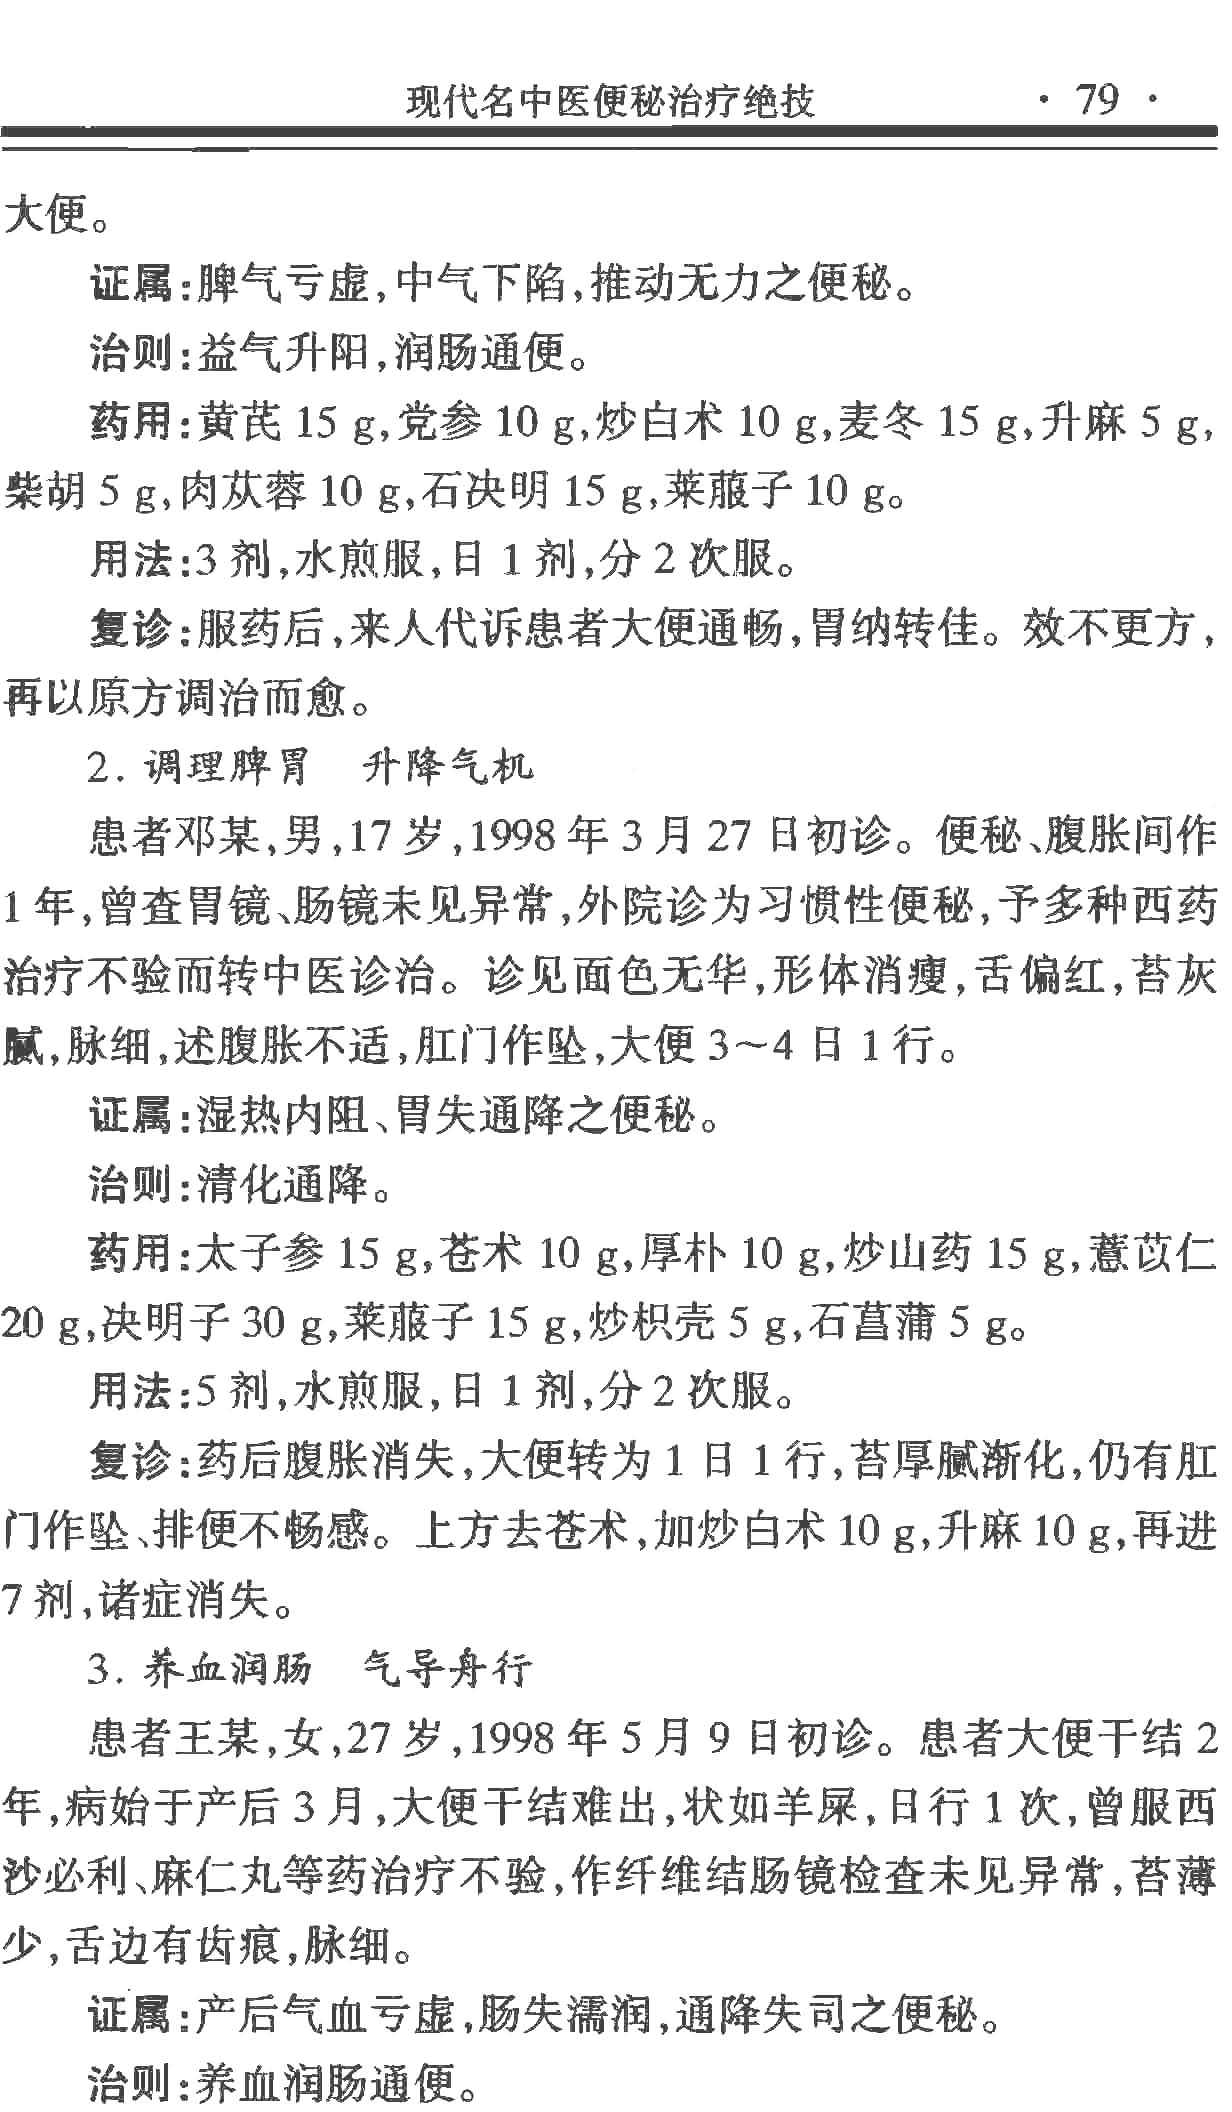 现代名中医便秘治疗绝技 · 79 ·
大便。
证属:脾气亏虚,中气下陷,推动无力之便秘。
治则:益气升阳,润肠通便。
药用:黄芪 15 g,党参 10 g,炒白术 10 g,麦冬 15 g,升麻 5 g,
柴胡 5 g,肉苁蓉 10 g,石决明 15 g,莱菔子 10 g。
用法:3 剂,水煎服,日 1 剂,分 2 次服。
复诊:服药后,来人代诉患者大便通畅,胃纳转佳。效不更方,
再以原方调治而愈。
2. 调理脾胃　升降气机
患者邓某,男,17 岁,1998 年 3 月 27 日初诊。便秘、腹胀间作
1 年,曾查胃镜、肠镜未见异常,外院诊为习惯性便秘,予多种西药
治疗不验而转中医诊治。诊见面色无华,形体消瘦,舌偏红,苔灰
腻,脉细,述腹胀不适,肛门作坠,大便 3～4 日 1 行。
证属:湿热内阻、胃失通降之便秘。
治则:清化通降。
药用:太子参 15 g,苍术 10 g,厚朴 10 g,炒山药 15 g,薏苡仁
20 g,决明子 30 g,莱菔子 15 g,炒枳壳 5 g,石菖蒲 5 g。
用法:5 剂,水煎服,日 1 剂,分 2 次服。
复诊:药后腹胀消失,大便转为 1 日 1 行,苔厚腻渐化,仍有肛
门作坠、排便不畅感。上方去苍术,加炒白术 10 g,升麻 10 g,再进
7 剂,诸症消失。
3. 养血润肠　气导舟行
患者王某,女,27 岁,1998 年 5 月 9 日初诊。患者大便干结 2
年,病始于产后 3 月,大便干结难出,状如羊屎,日行 1 次,曾服西
沙必利、麻仁丸等药治疗不验,作纤维结肠镜检查未见异常,苔薄
少,舌边有齿痕,脉细。
证属:产后气血亏虚,肠失濡润,通降失司之便秘。
治则:养血润肠通便。